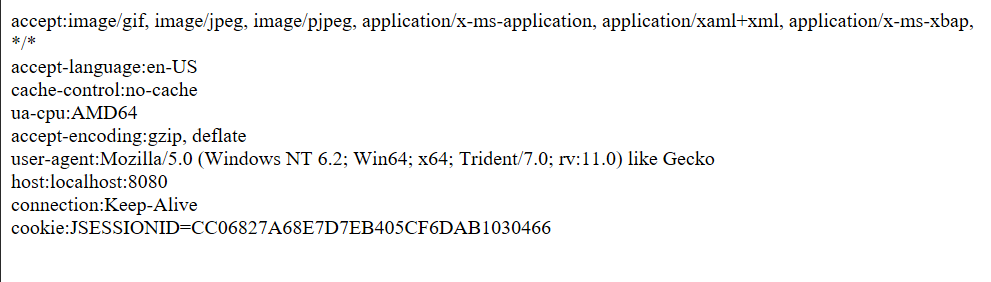 accept:image/gif, image/jpeg, image/pjpeg, application/x-ms-application, application/xaml+xml, application/x-ms-xbap,
*/*
accept-language:en-US
cache-control:no-cache
ua-cpu:AMD64
accept-encoding:gzip, deflate
user-agent:Mozilla/5.0 (Windows NT 6.2; Win64; x64; Trident/7.0; rv:11.0) like Gecko
host:localhost:8080
connection:Keep-Alive
cookie:JSESSIONID=CC06827A68E7D7EB405CF6DAB1030466